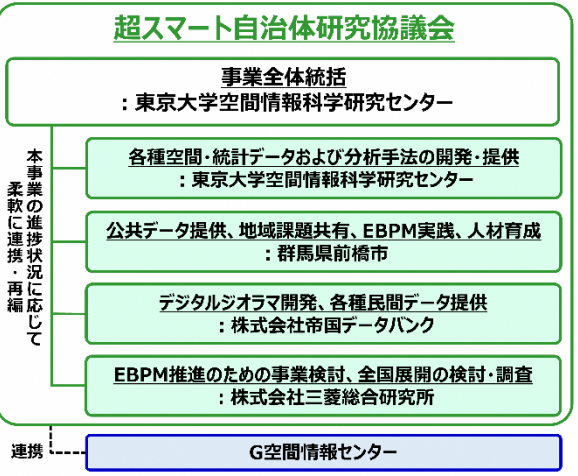 超スマート自治体研究協議会
事業全体統括
：東京大学空間情報科学研究センター
本事業の進捗状況に応じて
柔軟に連携・再編
各種空間・統計データおよび分析手法の開発・提供
：東京大学空間情報科学研究センター
公共データ提供、地域課題共有、EBPM実践、人材育成
：群馬県前橋市
デジタルジオラマ開発、各種民間データ提供
：株式会社帝国データバンク
EBPM推進のための事業検討、全国展開の検討・調査
：株式会社三菱総合研究所
連携
G空間情報センター